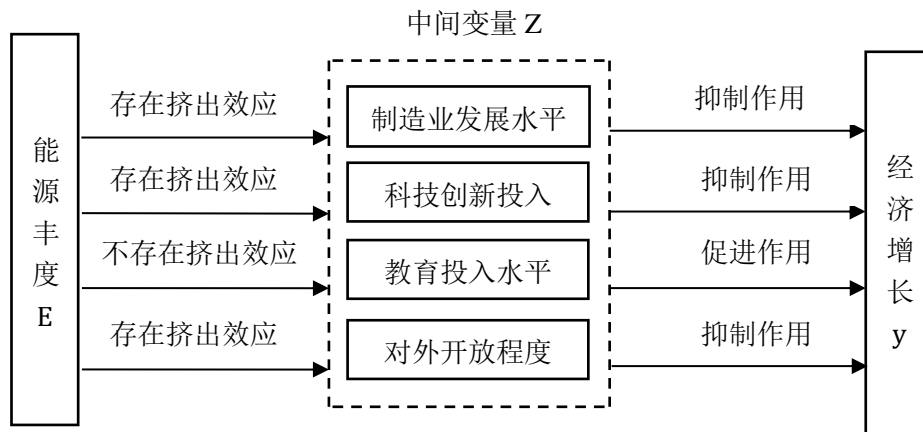 中间变量 Z
能源丰度 E
存在挤出效应
制造业发展水平
抑制作用
存在挤出效应
科技创新投入
抑制作用
不存在挤出效应
教育投入水平
促进作用
存在挤出效应
对外开放程度
抑制作用
经济增长 y